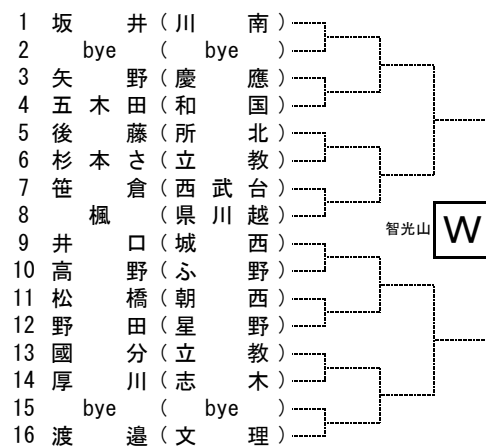 1 坂井 (川南)
2 bye (bye)
3 矢野 (慶應)
4 五木田 (和国)
5 後藤 (所北)
6 杉本さ (立教)
7 笹倉 (西武台)
8 楓 (県川越)
智光山 W
9 井口 (城西)
10 高野 (ふ野)
11 松橋 (朝西)
12 野田 (星野)
13 國分 (立教)
14 厚川 (志木)
15 bye (bye)
16 渡邉 (文理)